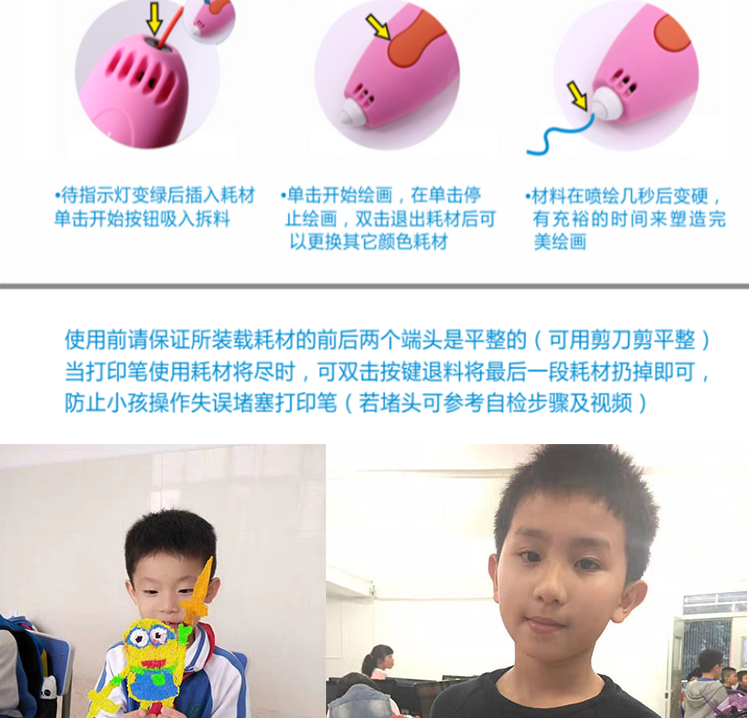 •待指示灯变绿后插入耗材
单击开始按钮吸入拆料
•单击开始绘画，在单击停
止绘画，双击退出耗材后可
以更换其它颜色耗材
•材料在喷绘几秒后变硬，
有充裕的时间来塑造完
美绘画
使用前请保证所装载耗材的前后两个端头是平整的（可用剪刀剪平整）
当打印笔使用耗材将尽时，可双击按键退料将最后一段耗材扔掉即可，
防止小孩操作失误堵塞打印笔（若堵头可参考自检步骤及视频）